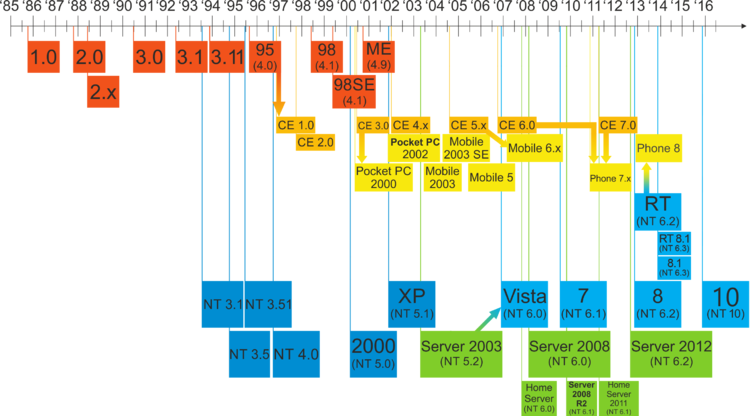 '85 '86 '87 '88 '89 '90 '91 '92 '93 '94 '95 '96 '97 '98 '99 '00 '01 '02 '03 '04 '05 '06 '07 '08 '09 '10 '11 '12 '13 '14 '15 '16
1.0 2.0 3.0 3.1 3.11 95 98 ME
(4.0) (4.1) (4.9)
2.x 98SE
(4.1)
CE 1.0 CE 3.0 CE 4.x CE 5.x CE 6.0 CE 7.0
CE 2.0
Pocket PC
2002
Mobile
2003 SE
Mobile 6.x
Phone 8
Pocket PC
2000
Mobile
2003
Mobile 5
Phone 7.x
RT
(NT 6.2)
RT 8.1
(NT 6.3)
8.1
(NT 6.3)
NT 3.1
NT 3.51
XP
(NT 5.1)
Vista
(NT 6.0)
7
(NT 6.1)
8
(NT 6.2)
10
(NT 10)
NT 3.5
NT 4.0
2000
(NT 5.0)
Server 2003
(NT 5.2)
Server 2008
(NT 6.0)
Server 2012
(NT 6.2)
Home
Server
(NT 6.0)
Server
2008
R2
(NT 6.1)
Home
Server
2011
(NT 6.1)